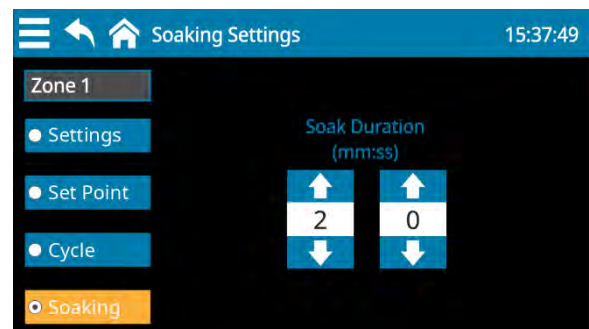 Soaking Settings 15:37:49
Zone 1
Settings
Set Point
Cycle
Soaking
Soak Duration
(mm:ss)
2 0